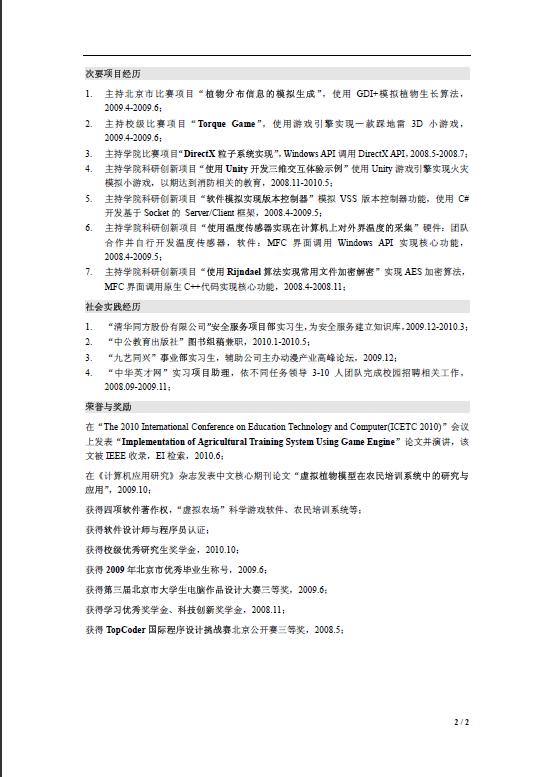 次要项目经历
1. 主持北京市比赛项目“植物分布信息的模拟生成”，使用 GDI+模拟植物生长算法，
2009.4-2009.6；
2. 主持校级比赛项目“Torque Game”，使用游戏引擎实现一款踩地雷 3D 小游戏，
2009.4-2009.6；
3. 主持学院比赛项目“DirectX 粒子系统实现”，Windows API 调用 DirectX API，2008.5-2008.7；
4. 主持学院科研创新项目“使用 Unity 开发三维交互体验示例”使用 Unity 游戏引擎实现火灾
模拟小游戏，以期达到消防相关的教育，2008.11-2010.5；
5. 主持学院科研创新项目“软件模拟实现版本控制器”模拟 VSS 版本控制器功能，使用 C#
开发基于 Socket 的 Server/Client 框架，2008.4-2009.5；
6. 主持学院科研创新项目“使用温度传感器实现在计算机上对外界温度的采集”硬件：团队
合作并自行开发温度传感器，软件：MFC 界面调用 Windows API 实现核心功能，
2008.4-2009.5；
7. 主持学院科研创新项目“使用 Rijndael 算法实现常用文件加密解密”实现 AES 加密算法，
MFC 界面调用原生 C++代码实现核心功能，2008.4-2008.11；
社会实践经历
1. “清华同方股份有限公司”安全服务项目部实习生，为安全服务建立知识库，2009.12-2010.3；
2. “中公教育出版社”图书组稿兼职，2010.1-2010.5；
3. “九艺同兴”事业部实习生，辅助公司主办动漫产业高峰论坛，2009.12；
4. “中华英才网”实习项目助理，依不同任务领导 3-10 人团队完成校园招聘相关工作，
2008.09-2009.11；
荣誉与奖励
在“The 2010 International Conference on Education Technology and Computer(ICETC 2010)”会议
上发表“Implementation of Agricultural Training System Using Game Engine”论文并演讲，该
文被 IEEE 收录，EI 检索，2010.6；
在《计算机应用研究》杂志发表中文核心期刊论文“虚拟植物模型在农民培训系统中的研究与
应用”，2009.10；
获得四项软件著作权，“虚拟农场”科学游戏软件、农民培训系统等；
获得软件设计师与程序员认证；
获得校级优秀研究生奖学金，2010.10；
获得 2009 年北京市优秀毕业生称号，2009.6；
获得第三届北京市大学生电脑作品设计大赛三等奖，2009.6；
获得学习优秀奖学金、科技创新奖学金，2008.11；
获得 TopCoder 国际程序设计挑战赛北京公开赛三等奖，2008.5；
2 / 2